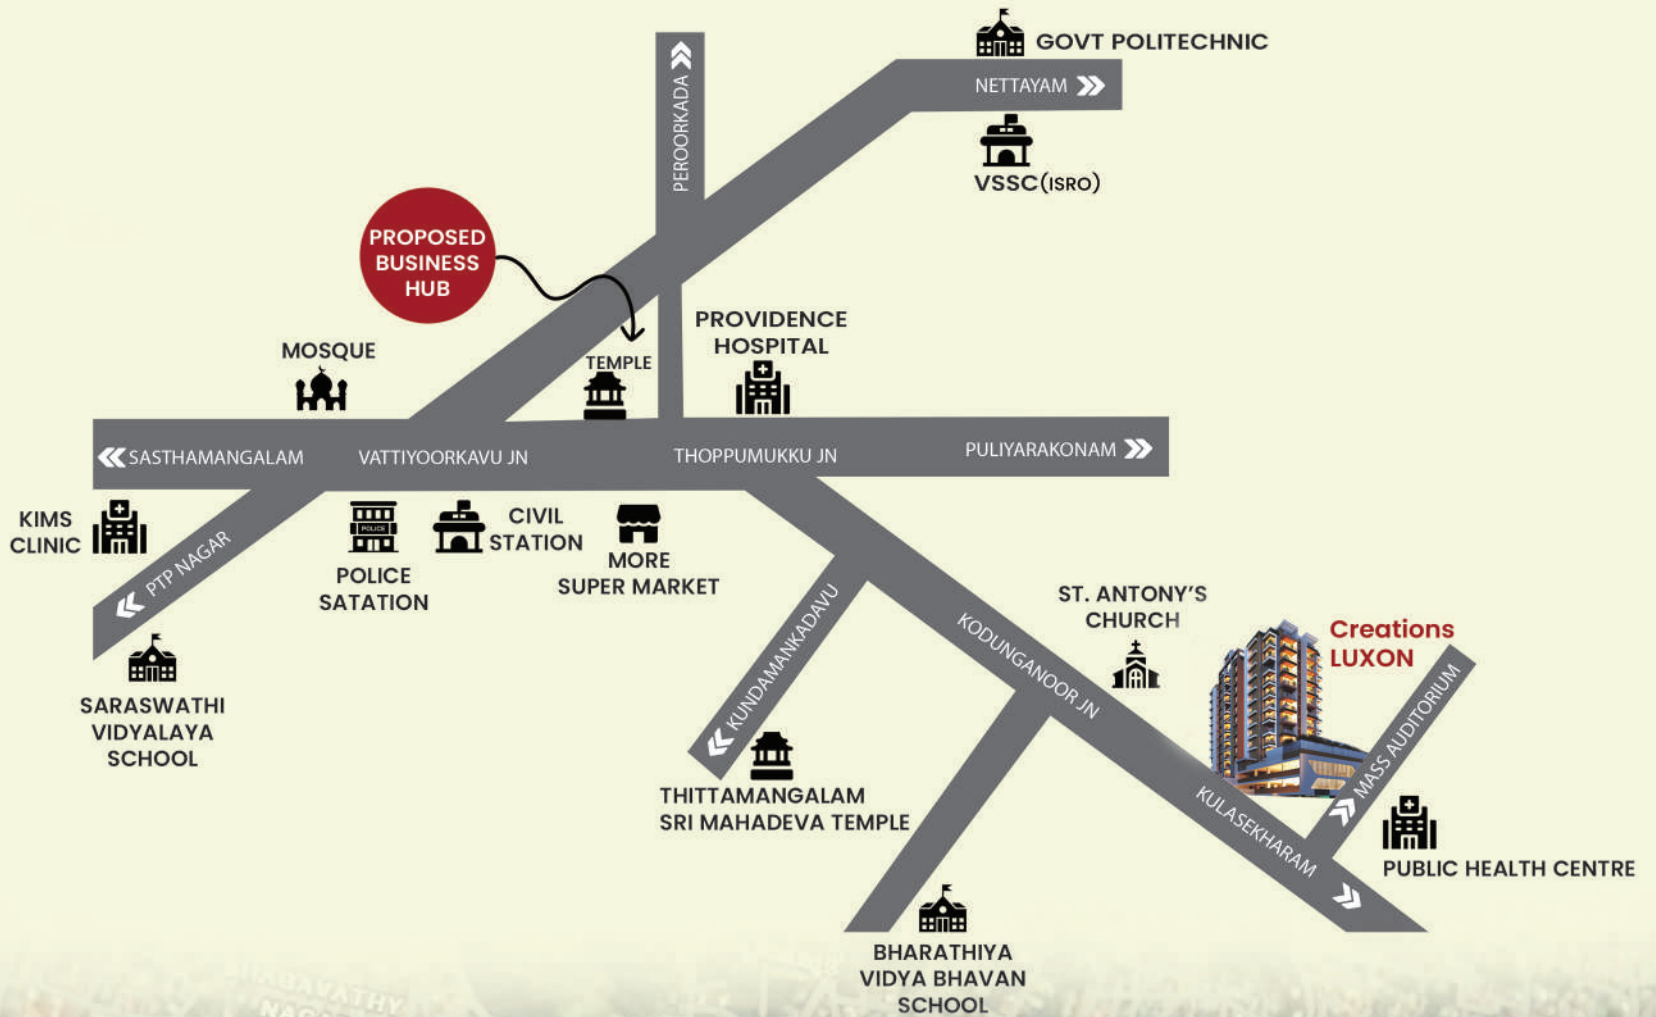 GOVT POLITECHNIC
NETTAYAM
VSSC(ISRO)
PEROORKADA
PROPOSED
BUSINESS
HUB
MOSQUE
TEMPLE
PROVIDENCE
HOSPITAL
SASTHAMANGALAM
VATTIYOORKAVU JN
THOPPUMUKKU JN
PULIYARAKONAM
KIMS
CLINIC
PTP NAGAR
POLICE
POLICE
SATATION
CIVIL
STATION
MORE
SUPER MARKET
SARASWATHI
VIDYALAYA
SCHOOL
KUNDAMANKADAVU
THITTAMANGALAM
SRI MAHADEVA TEMPLE
KODUNGANOOR JN
ST. ANTONY'S
CHURCH
Creations
LUXON
MASS AUDITORIUM
KULASEKHARAM
PUBLIC HEALTH CENTRE
BHARATHIYA
VIDYA BHAVAN
SCHOOL